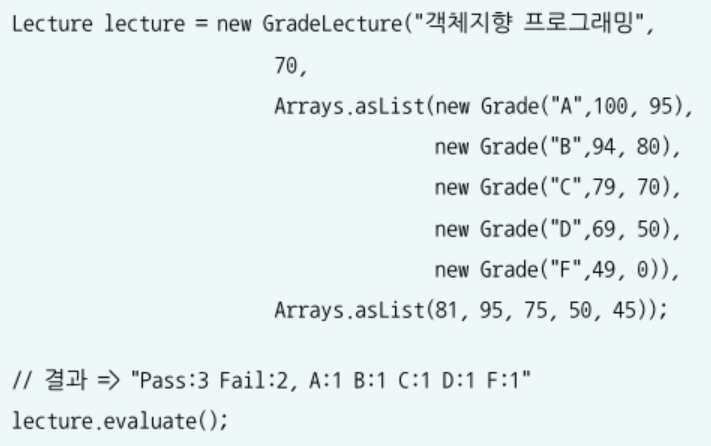 Lecture lecture = new GradeLecture("객체지향 프로그래밍",
70,
Arrays.asList(new Grade("A",100, 95),
new Grade("B",94, 80),
new Grade("C",79, 70),
new Grade("D",69, 50),
new Grade("F",49, 0)),
Arrays.asList(81, 95, 75, 50, 45));
// 결과 => "Pass:3 Fail:2, A:1 B:1 C:1 D:1 F:1"
lecture.evaluate();